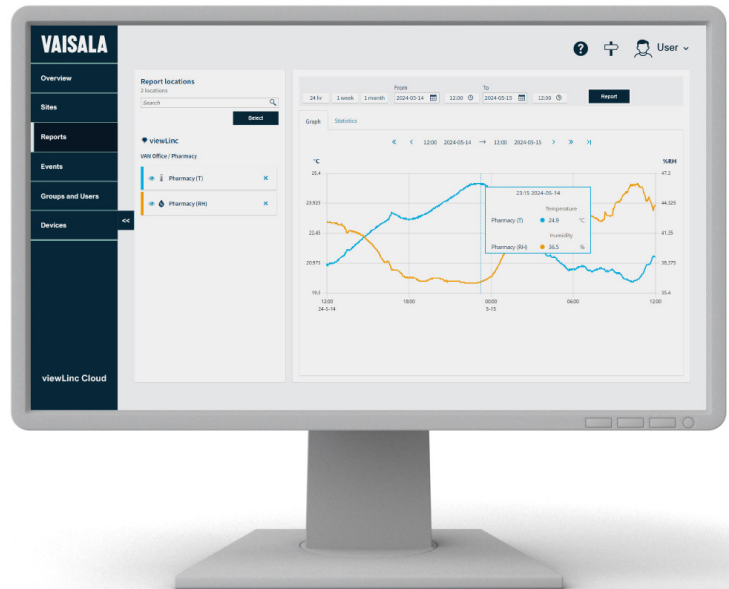 VAISALA
User
Overview
Sites
Reports
Events
Groups and Users
Devices
<<
viewLinc Cloud
Report locations
2 locations
Search
Select
viewLinc
VAN Office / Pharmacy
Pharmacy (T)
Pharmacy (RH)
From
To
24 hr 1 week 1 month 2024-05-14 12:00 2024-05-15 12:00 Report
Graph Statistics
12:00 2024-05-14 → 12:00 2024-05-15
°C %RH
25.4 47.2
23.925 44.325
22.45 41.25
20.975 38.375
19.5 35.4
12:00 18:00 00:00 06:00 12:00
24-5-14 5-15
23:15 2024-05-14
Temperature
Pharmacy (T) 24.9 °C
Humidity
Pharmacy (RH) 36.5 %